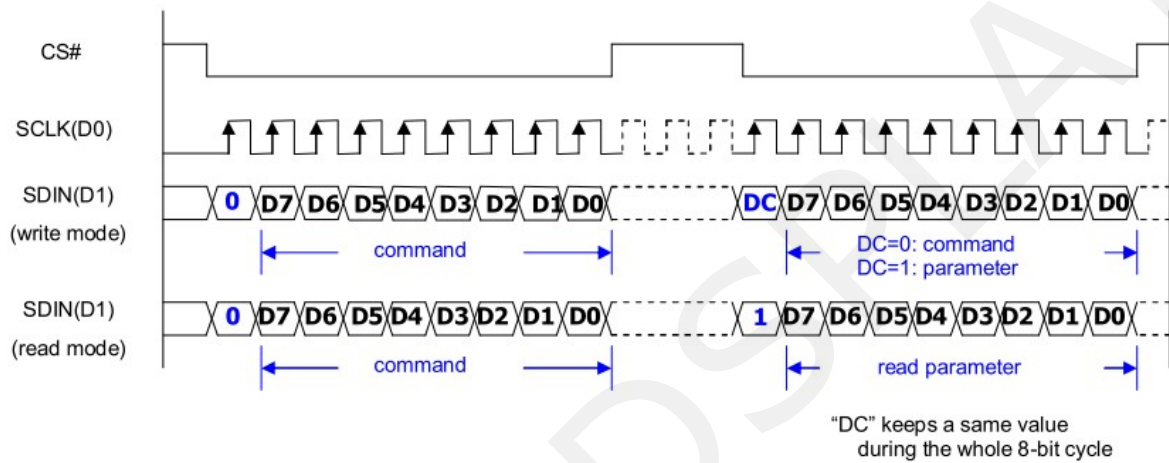 CS#
SCLK(D0)
SDIN(D1)
(write mode)
0 D7 D6 D5 D4 D3 D2 D1 D0
DC D7 D6 D5 D4 D3 D2 D1 D0
command
DC=0: command
DC=1: parameter
SDIN(D1)
(read mode)
0 D7 D6 D5 D4 D3 D2 D1 D0
1 D7 D6 D5 D4 D3 D2 D1 D0
command
read parameter
“DC” keeps a same value
during the whole 8-bit cycle